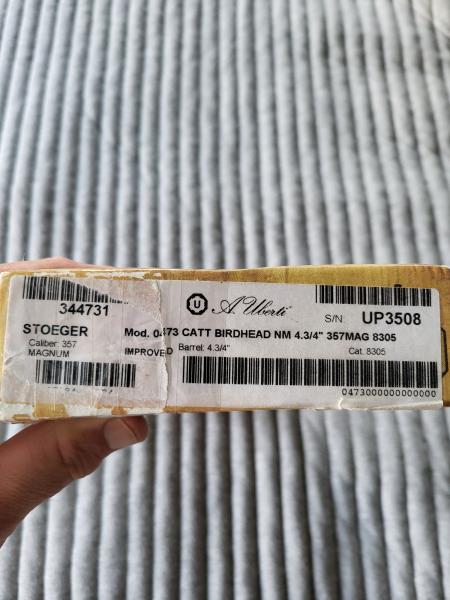 344731
STOEGER
Caliber: 357
MAGNUM
IMPROVED
U
A. Uberti
S/N: UP3508
Mod. 0473 CATT BIRDHEAD NM 4.3/4" 357MAG 8305
Barrel: 4.3/4"
Cat. 8305
0473000000000000